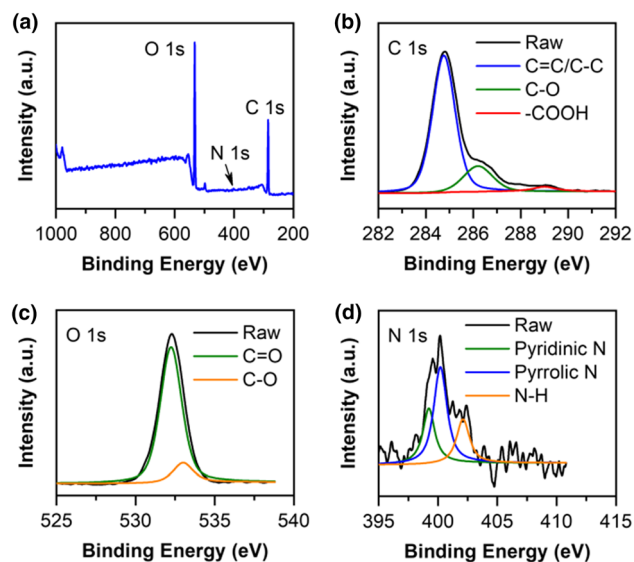 (a)
O 1s
C 1s
N 1s
Intensity (a.u.)
1000 800 600 400 200
Binding Energy (eV)
(b)
C 1s
Raw
C=C/C-C
C-O
-COOH
Intensity (a.u.)
282 284 286 288 290 292
Binding Energy (eV)
(c)
O 1s
Raw
C=O
C-O
Intensity (a.u.)
525 530 535 540
Binding Energy (eV)
(d)
N 1s
Raw
Pyridinic N
Pyrrolic N
N-H
Intensity (a.u.)
395 400 405 410 415
Binding Energy (eV)